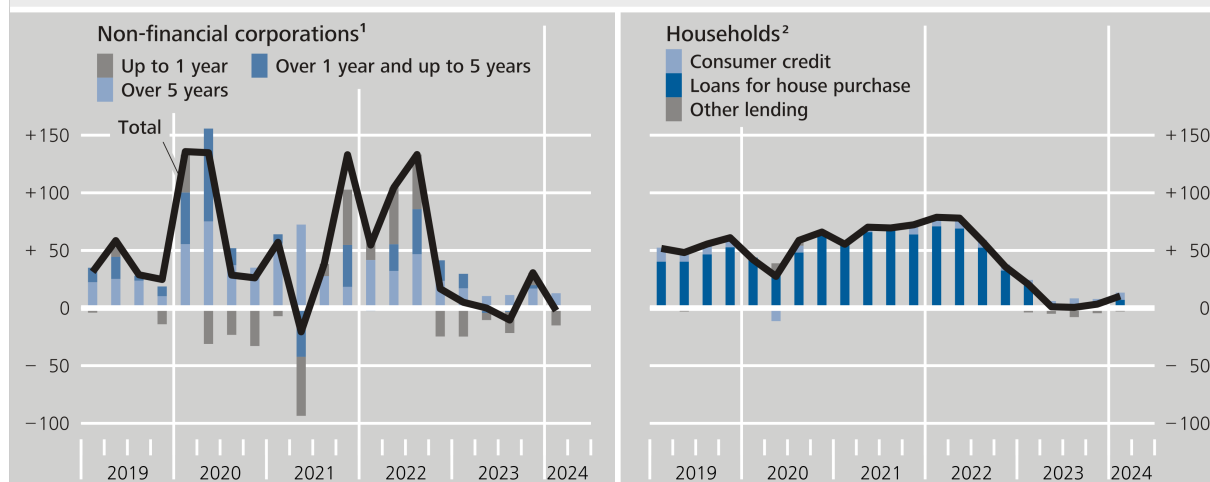 Non-financial corporations¹
Up to 1 year
Over 1 year and up to 5 years
Over 5 years
Total
+150
+100
+ 50
0
− 50
−100
2019 2020 2021 2022 2023 2024
Households²
Consumer credit
Loans for house purchase
Other lending
+150
+100
+ 50
0
− 50
−100
2019 2020 2021 2022 2023 2024